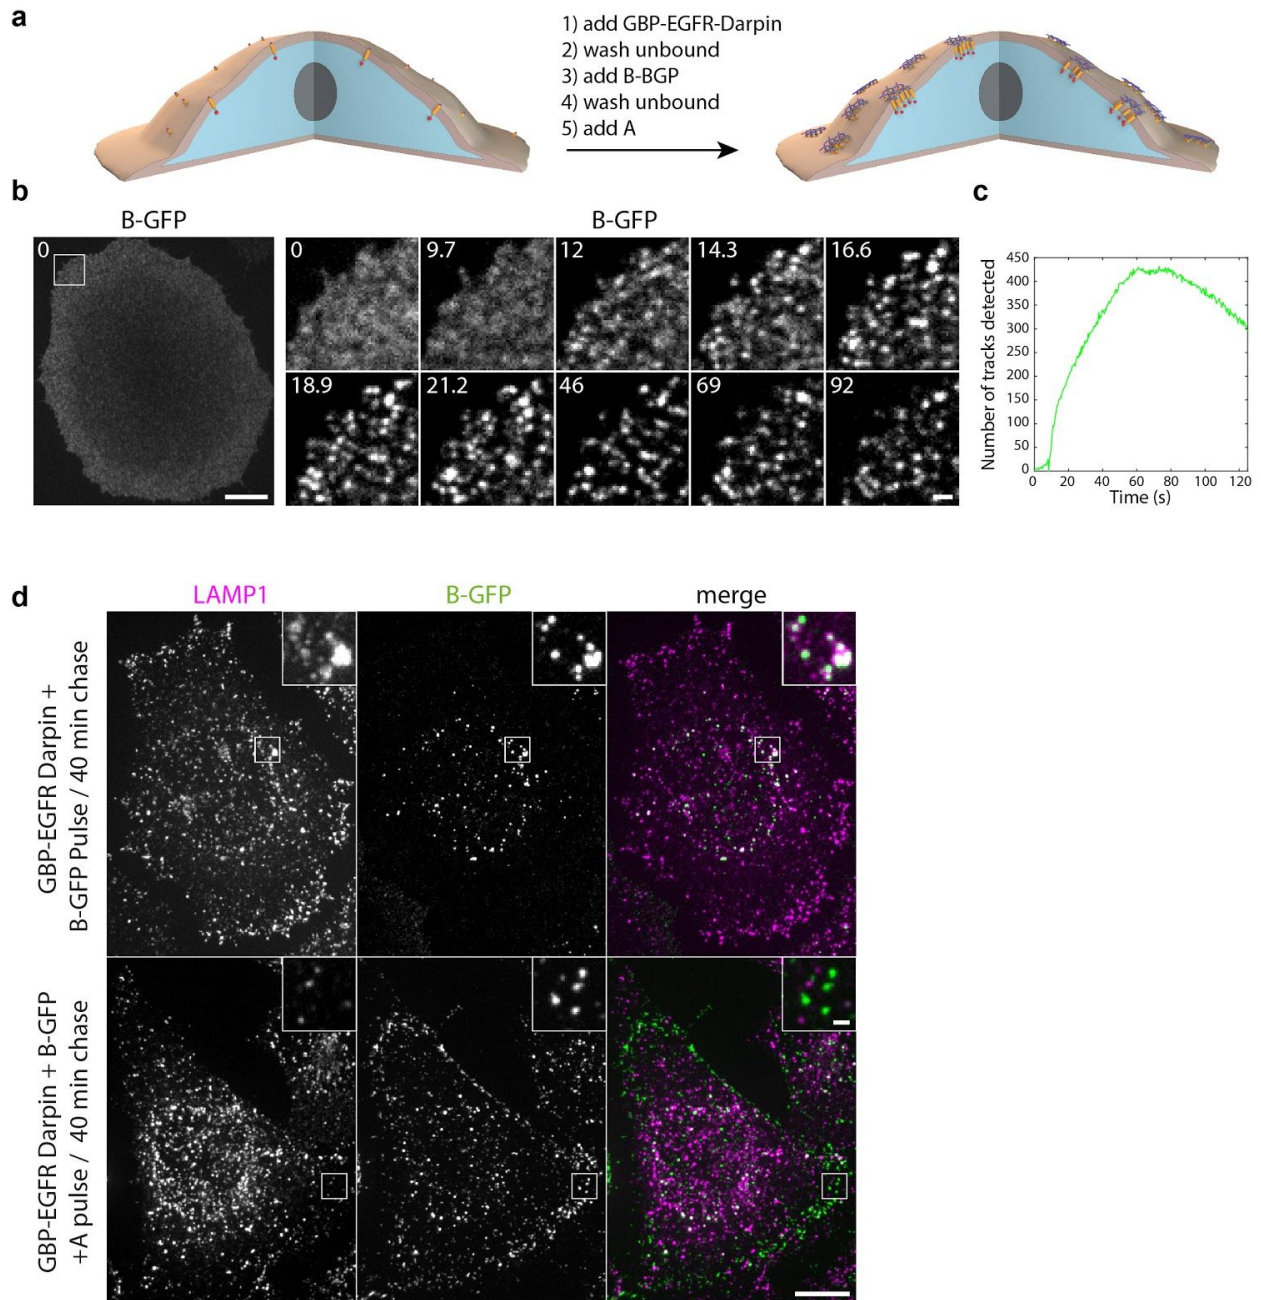 a
1) add GBP-EGFR-Darpin
2) wash unbound
3) add B-BGP
4) wash unbound
5) add A
b
B-GFP
0
B-GFP
0
9.7
12
14.3
16.6
18.9
21.2
46
69
92
c
Number of tracks detected
450
400
350
300
250
200
150
100
50
0
0 20 40 60 80 100 120
Time (s)
d
LAMP1
B-GFP
merge
GBP-EGFR Darpin +
B-GFP Pulse / 40 min chase
GBP-EGFR Darpin + B-GFP
+A pulse / 40 min chase